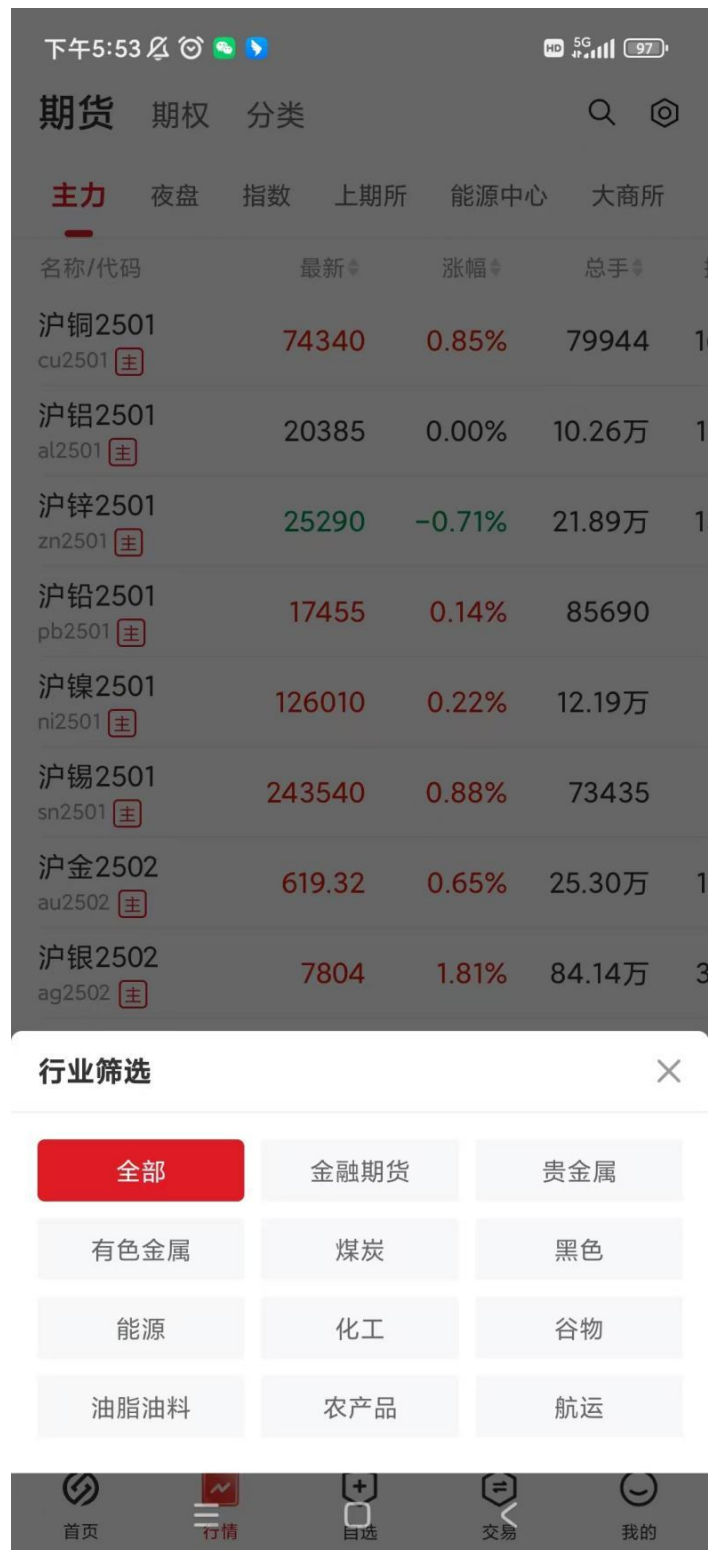 下午5:53 HD 5G 97
期货 期权 分类
主力 夜盘 指数 上期所 能源中心 大商所
名称/代码 最新 涨幅 总手
沪铜2501 74340 0.85% 79944 1
cu2501 主
沪铝2501 20385 0.00% 10.26万 1
al2501 主
沪锌2501 25290 -0.71% 21.89万 1
zn2501 主
沪铅2501 17455 0.14% 85690
pb2501 主
沪镍2501 126010 0.22% 12.19万
ni2501 主
沪锡2501 243540 0.88% 73435
sn2501 主
沪金2502 619.32 0.65% 25.30万 1
au2502 主
沪银2502 7804 1.81% 84.14万 3
ag2502 主
行业筛选
全部 金融期货 贵金属
有色金属 煤炭 黑色
能源 化工 谷物
油脂油料 农产品 航运
首页 行情 自选 交易 我的